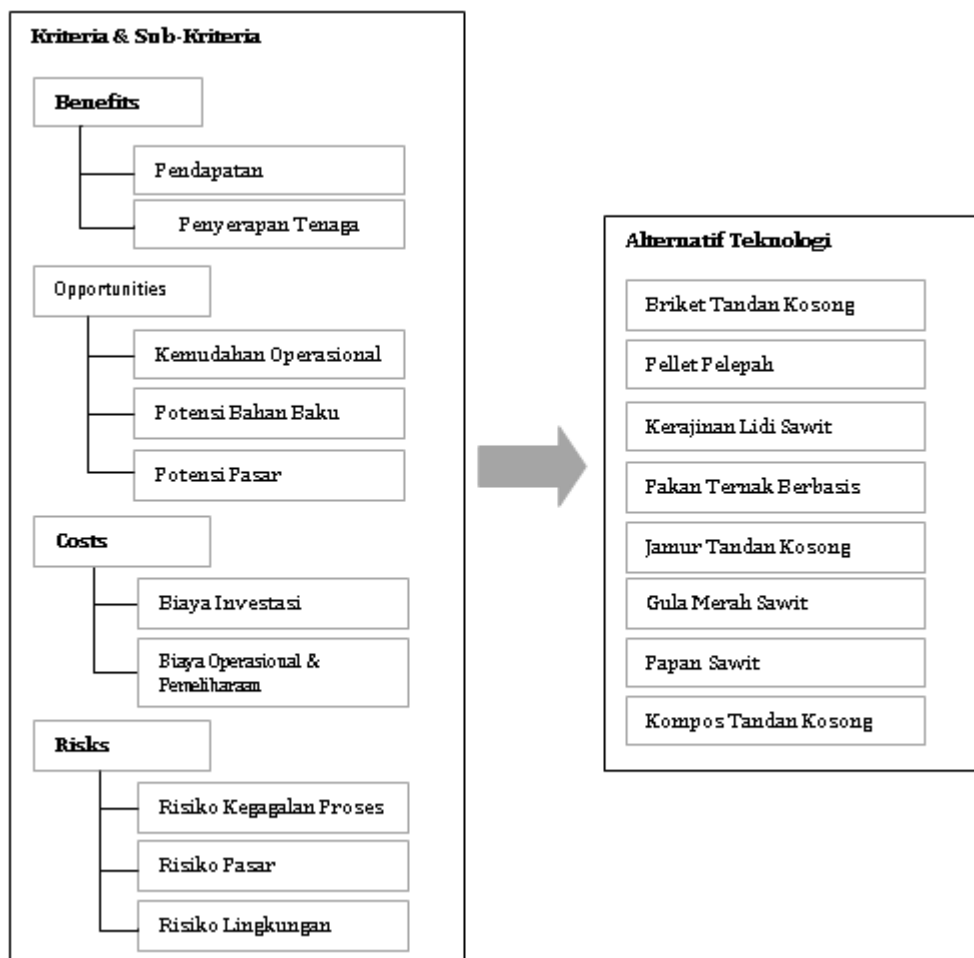 Kriteria & Sub-Kriteria
Benefits
Pendapatan
Penyerapan Tenaga
Opportunities
Kemudahan Operasional
Potensi Bahan Baku
Potensi Pasar
Costs
Biaya Investasi
Biaya Operasional &
Pemeliharaan
Risks
Risiko Kegagalan Proses
Risiko Pasar
Risiko Lingkungan
Alternatif Teknologi
Briket Tandan Kosong
Pellet Pelepah
Kerajinan Lidi Sawit
Pakan Ternak Berbasis
Jamur Tandan Kosong
Gula Merah Sawit
Papan Sawit
Kompos Tandan Kosong